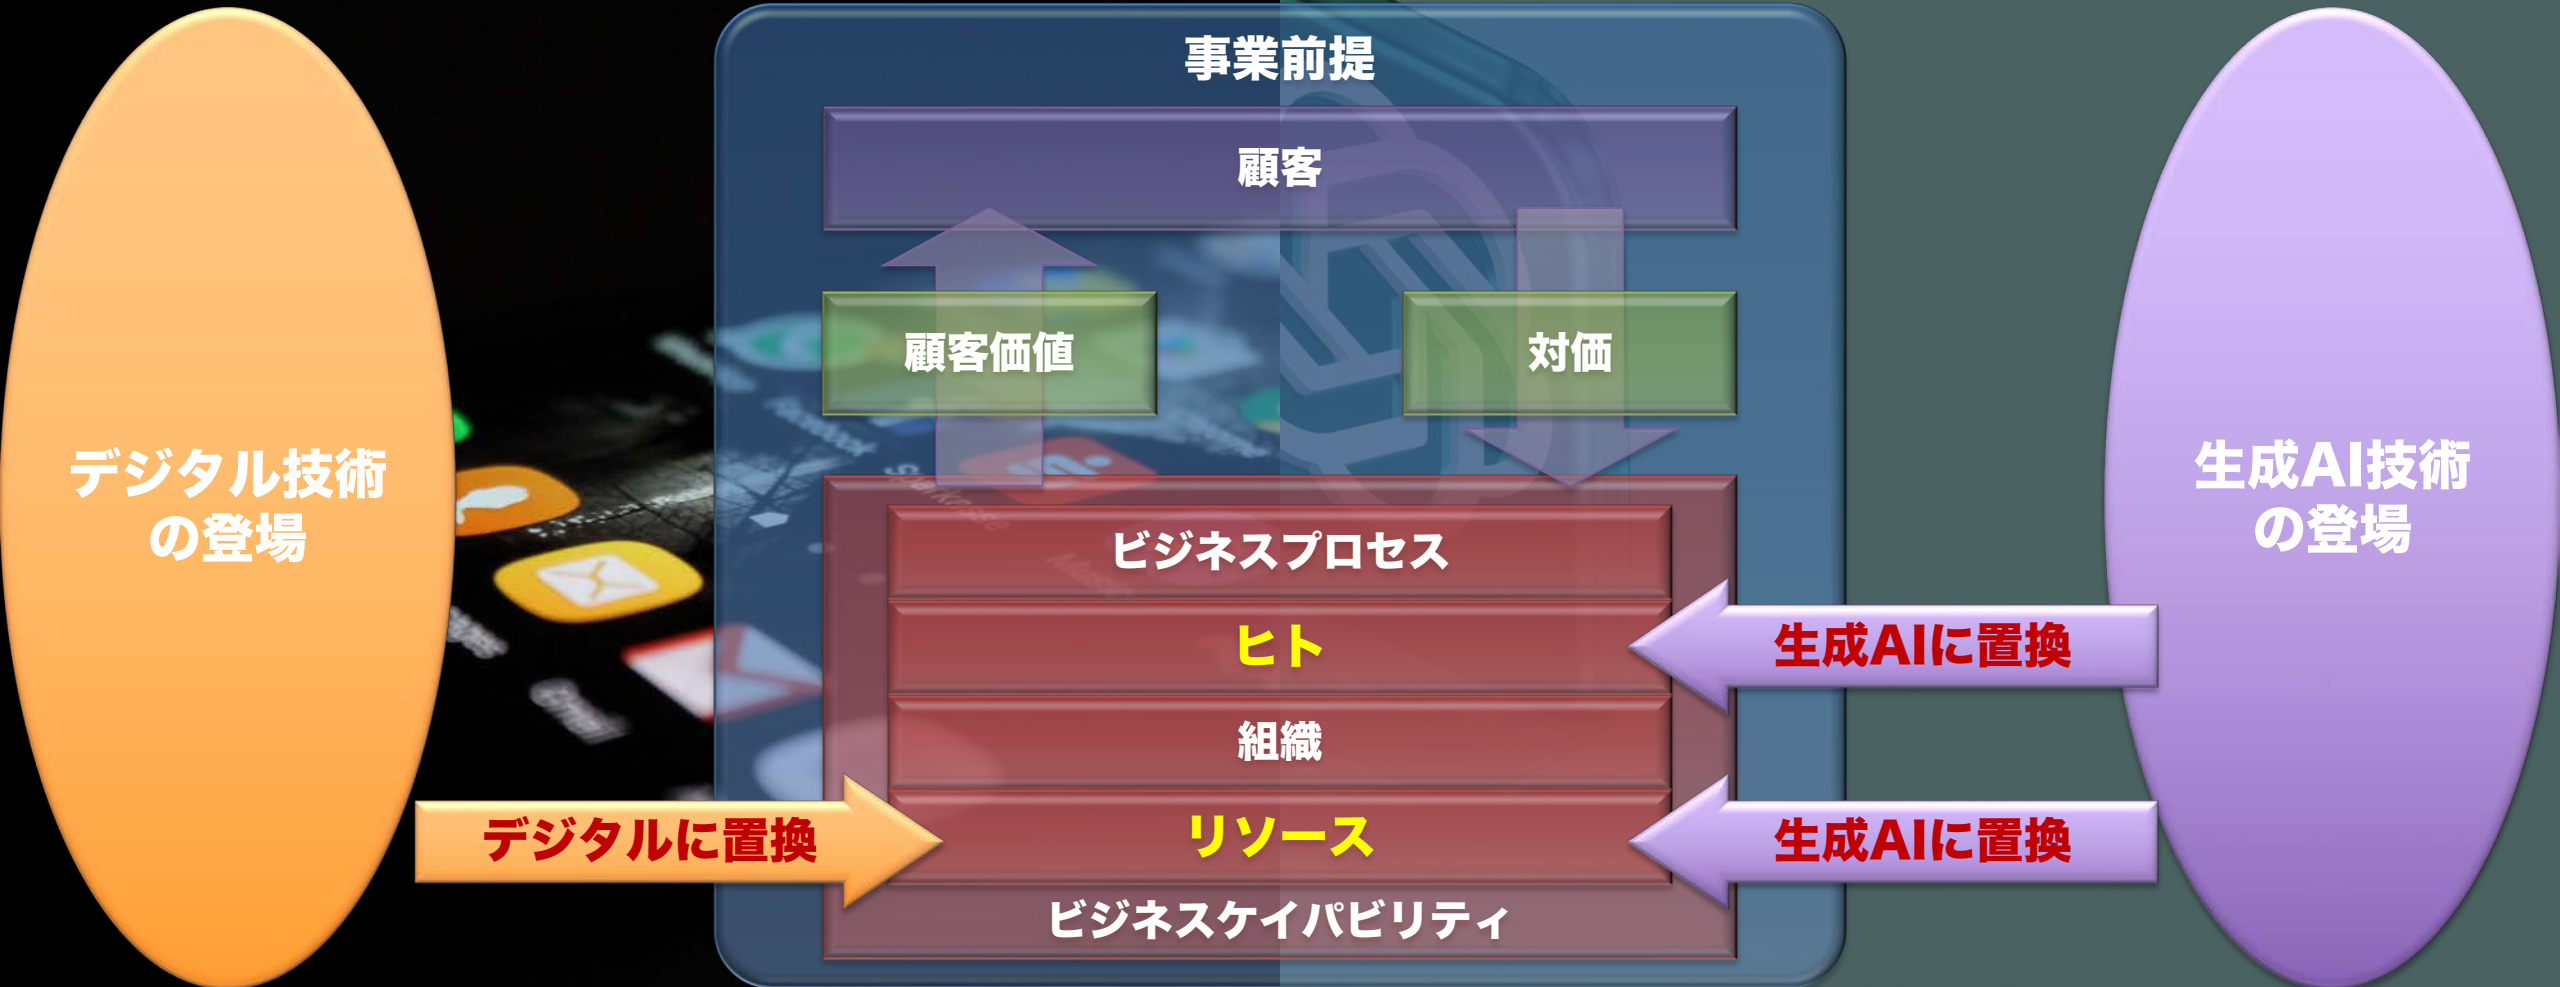 事業前提
顧客
顧客価値
対価
デジタル技術
の登場
生成AI技術
の登場
ビジネスプロセス
ヒト
生成AIに置換
組織
デジタルに置換
リソース
生成AIに置換
ビジネスケイパビリティ
Facebook
Sparkasse
Music
Gmail